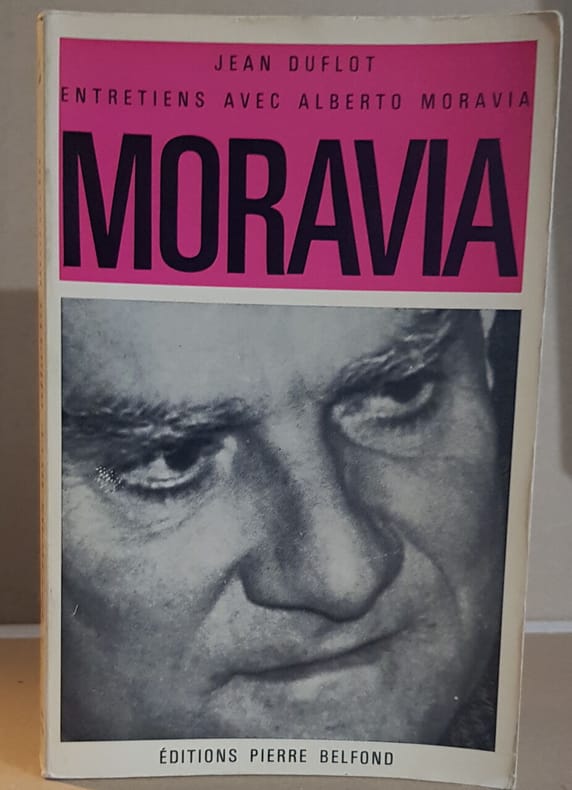 JEAN DUFLOT
ENTRETIENS AVEC ALBERTO MORAVIA
MORAVIA
ÉDITIONS PIERRE BELFOND